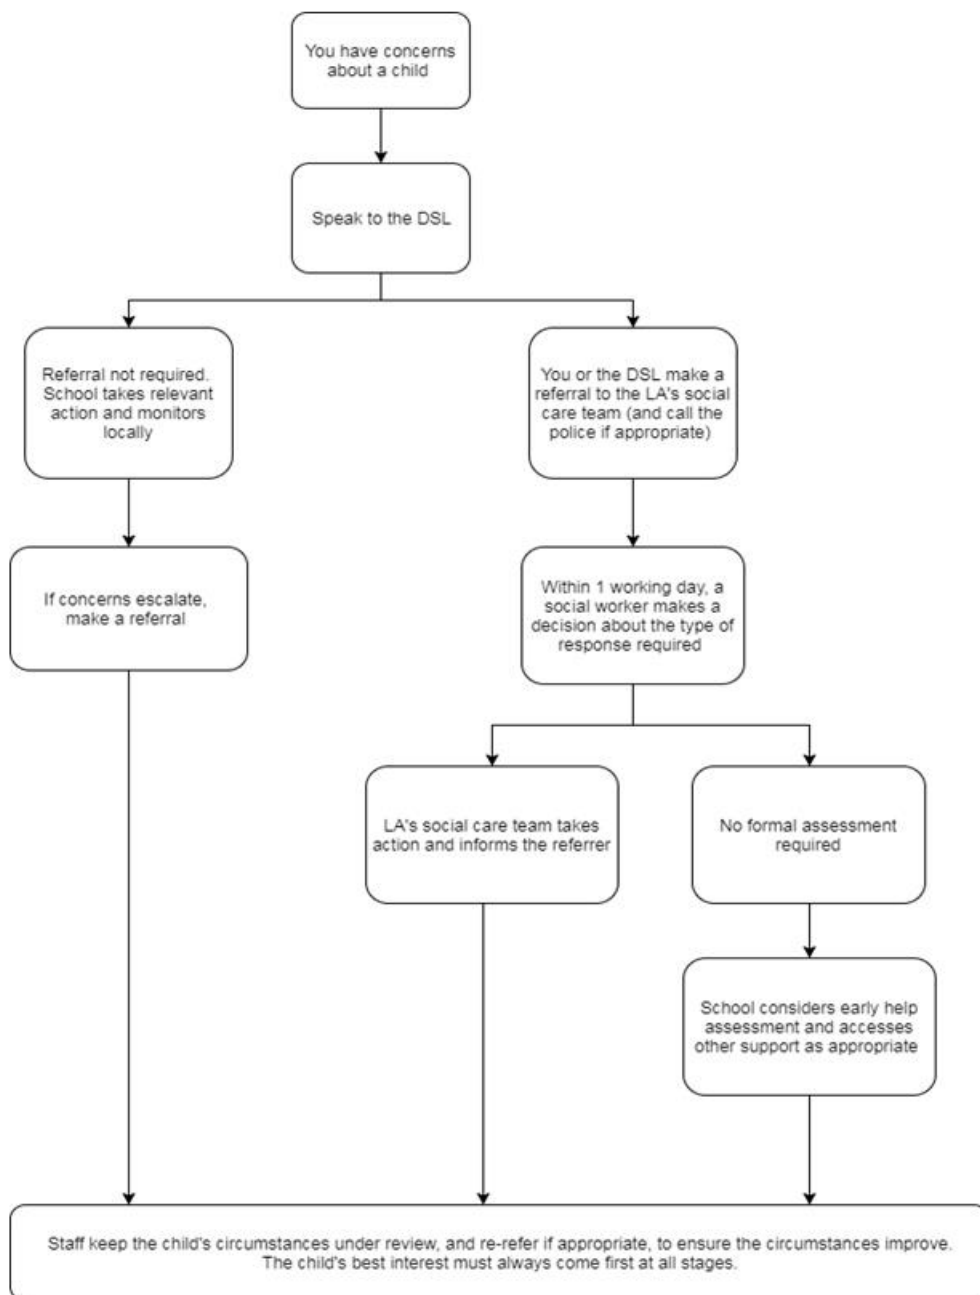 You have concerns
about a child
Speak to the DSL
Referral not required.
School takes relevant
action and monitors
locally
You or the DSL make a
referral to the LA's social
care team (and call the
police if appropriate)
If concerns escalate,
make a referral
Within 1 working day, a
social worker makes a
decision about the type of
response required
LA's social care team takes
action and informs the referrer
No formal assessment
required
School considers early help
assessment and accesses
other support as appropriate
Staff keep the child's circumstances under review, and re-refer if appropriate, to ensure the circumstances improve.
The child's best interest must always come first at all stages.